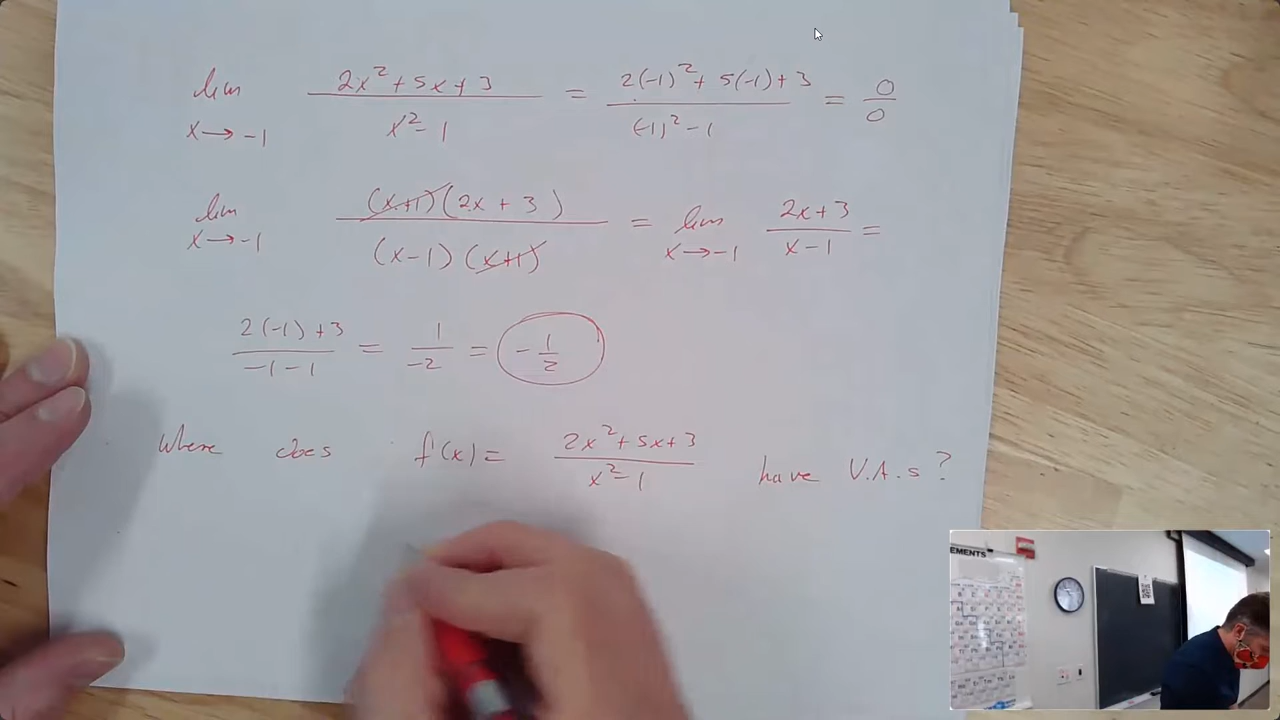 lim x→-1 (2x²+5x+3)/(x²-1) = (2(-1)²+5(-1)+3)/((-1)²-1) = 0/0
lim x→-1 ((x+1)(2x+3))/((x-1)(x+1)) = lim x→-1 (2x+3)/(x-1) =
(2(-1)+3)/(-1-1) = 1/-2 = -1/2
Where does f(x) = (2x²+5x+3)/(x²-1) have V.A.s?
EMENTS